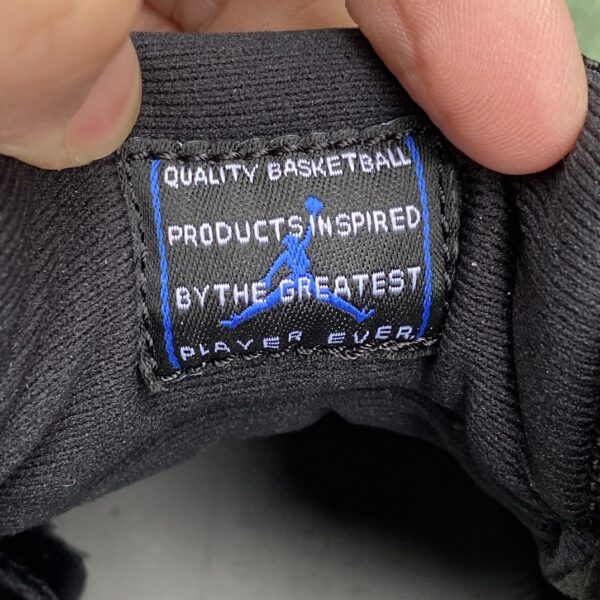 QUALITY BASKETBALL
PRODUCTS INSPIRED
BY THE GREATEST
PLAYER EVER.